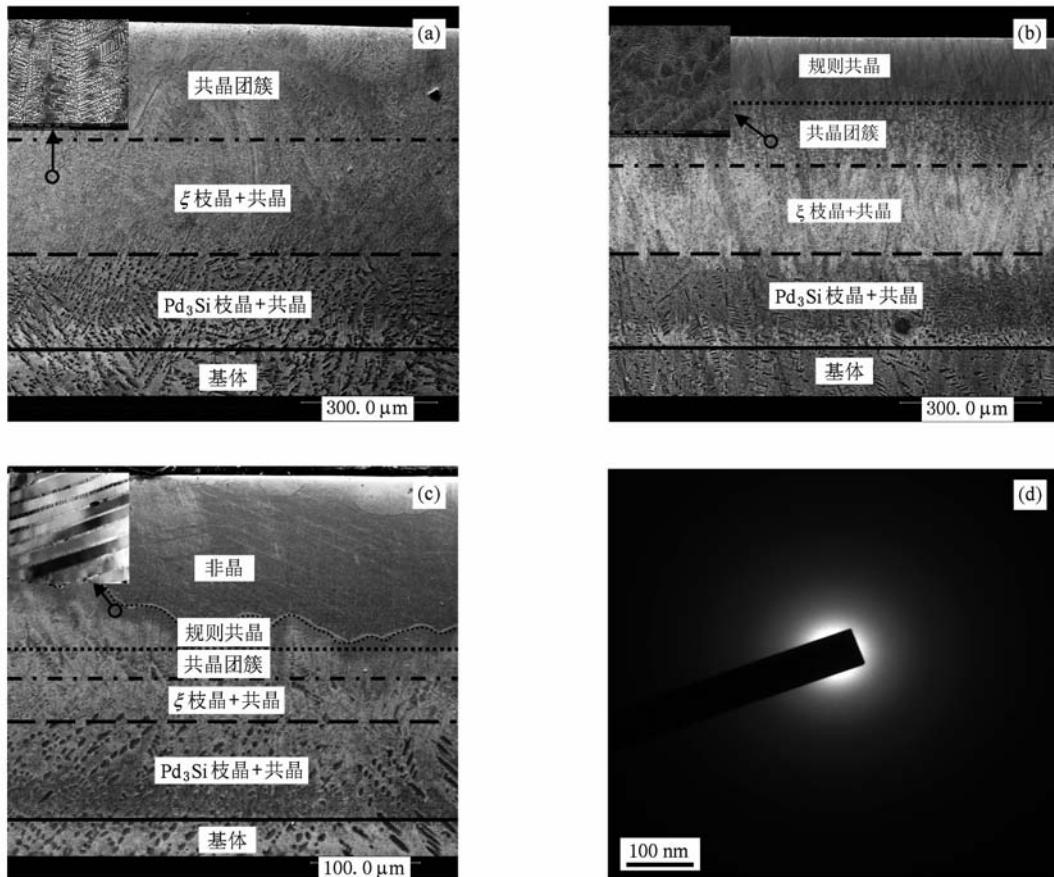 (a)
共晶团簇
ξ枝晶+共晶
Pd₃Si枝晶+共晶
基体
300.0 μm
(b)
规则共晶
共晶团簇
ξ枝晶+共晶
Pd₃Si枝晶+共晶
基体
300.0 μm
(c)
非晶
规则共晶
共晶团簇
ξ枝晶+共晶
Pd₃Si枝晶+共晶
基体
100.0 μm
(d)
100 nm